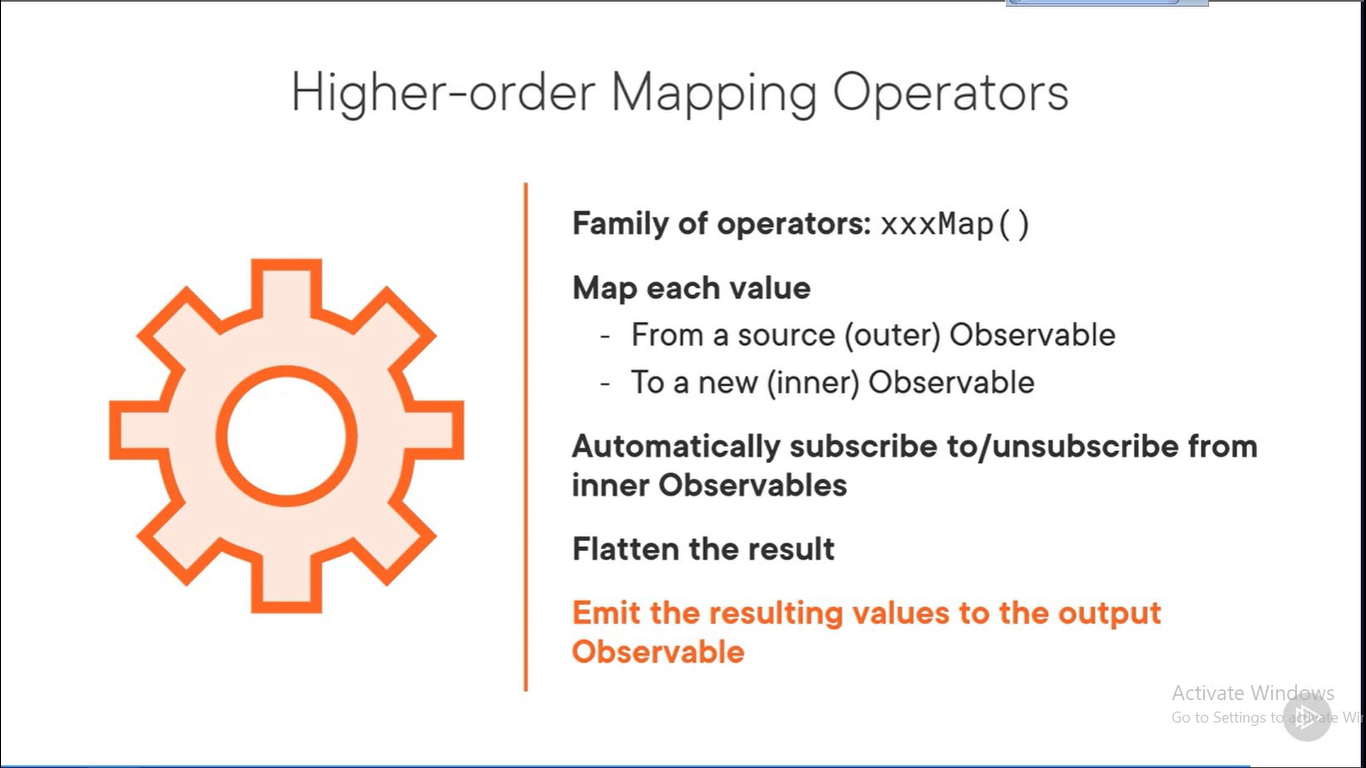 Higher-order Mapping Operators
Family of operators: xxxMap()
Map each value
- From a source (outer) Observable
- To a new (inner) Observable
Automatically subscribe to/unsubscribe from
inner Observables
Flatten the result
Emit the resulting values to the output
Observable
Activate Windows
Go to Settings to activate Wi